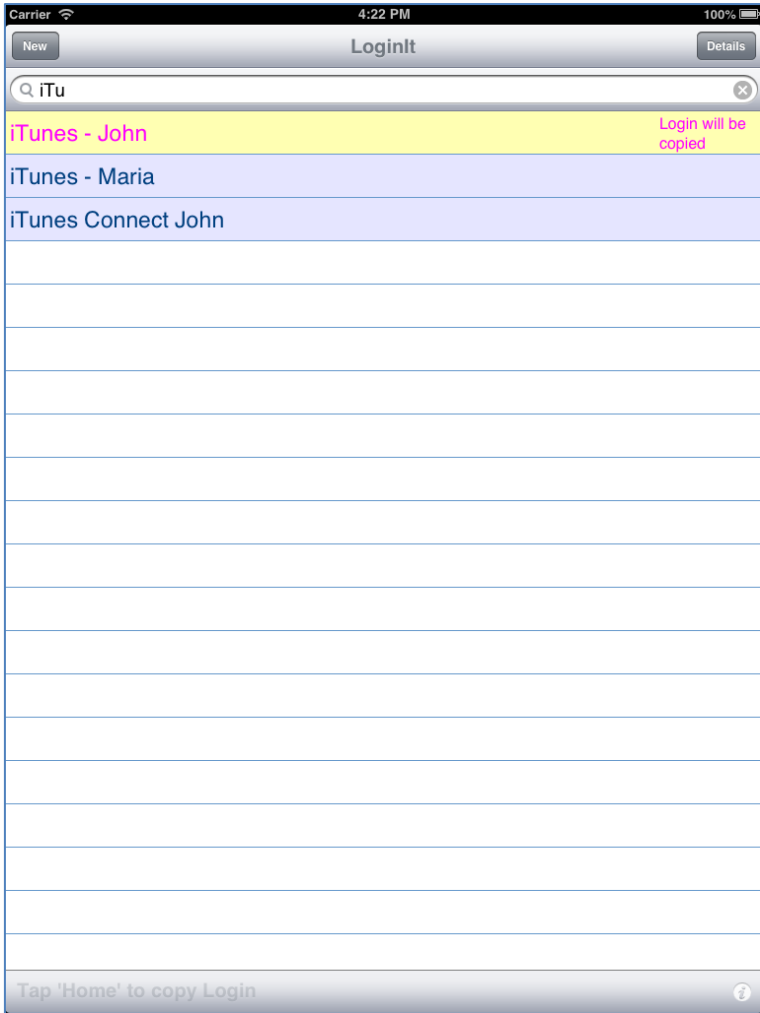 Carrier 4:22 PM 100%
New LoginIt Details
iTu
iTunes - John Login will be
copied
iTunes - Maria
iTunes Connect John
Tap 'Home' to copy Login